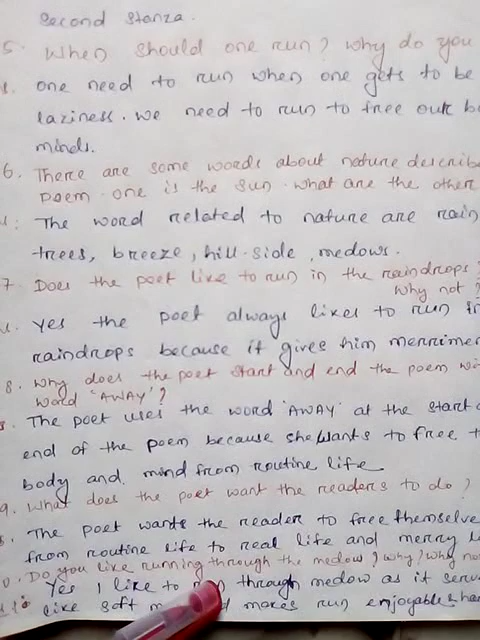 second stanza.
5. When should one run? why do you
s. one need to run when one gets to be
laziness. we need to run to free our b
minds.
6. There are some words about nature describe
poem. one is the sun. what are the other
s: The word related to nature are rain
trees, breeze, hill-side, medows.
7. Does the poet like to run in the raindrops?
why not?
s. Yes the poet always likes to run in
raindrops because it gives him merrimen
8. why does the poet start and end the poem wi
word 'AWAY'?
s. The poet uses the word 'AWAY' at the start
end of the poem because she wants to free t
body and mind from routine life
9. What does the poet want the readers to do?
s. The poet wants the reader to free themselve
from routine life to real life and merry
0. Do you like running through the medow? why? why no
Yes I like to run through medow as it serv
like soft makes run enjoyable